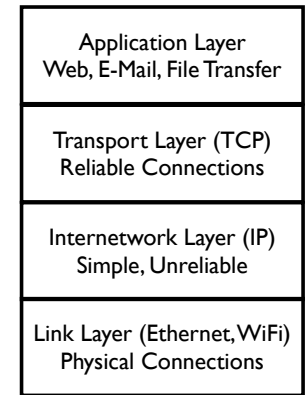 Application Layer
Web, E-Mail, File Transfer
Transport Layer (TCP)
Reliable Connections
Internetwork Layer (IP)
Simple, Unreliable
Link Layer (Ethernet,WiFi)
Physical Connections